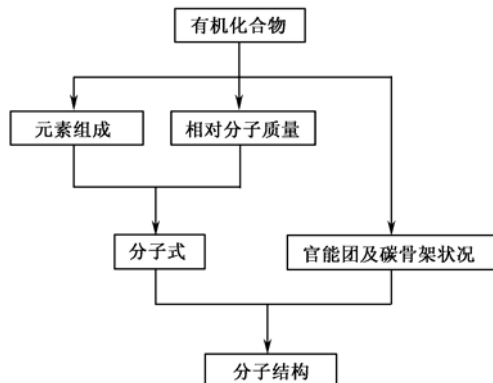 有机化合物
元素组成
相对分子质量
分子式
官能团及碳骨架状况
分子结构